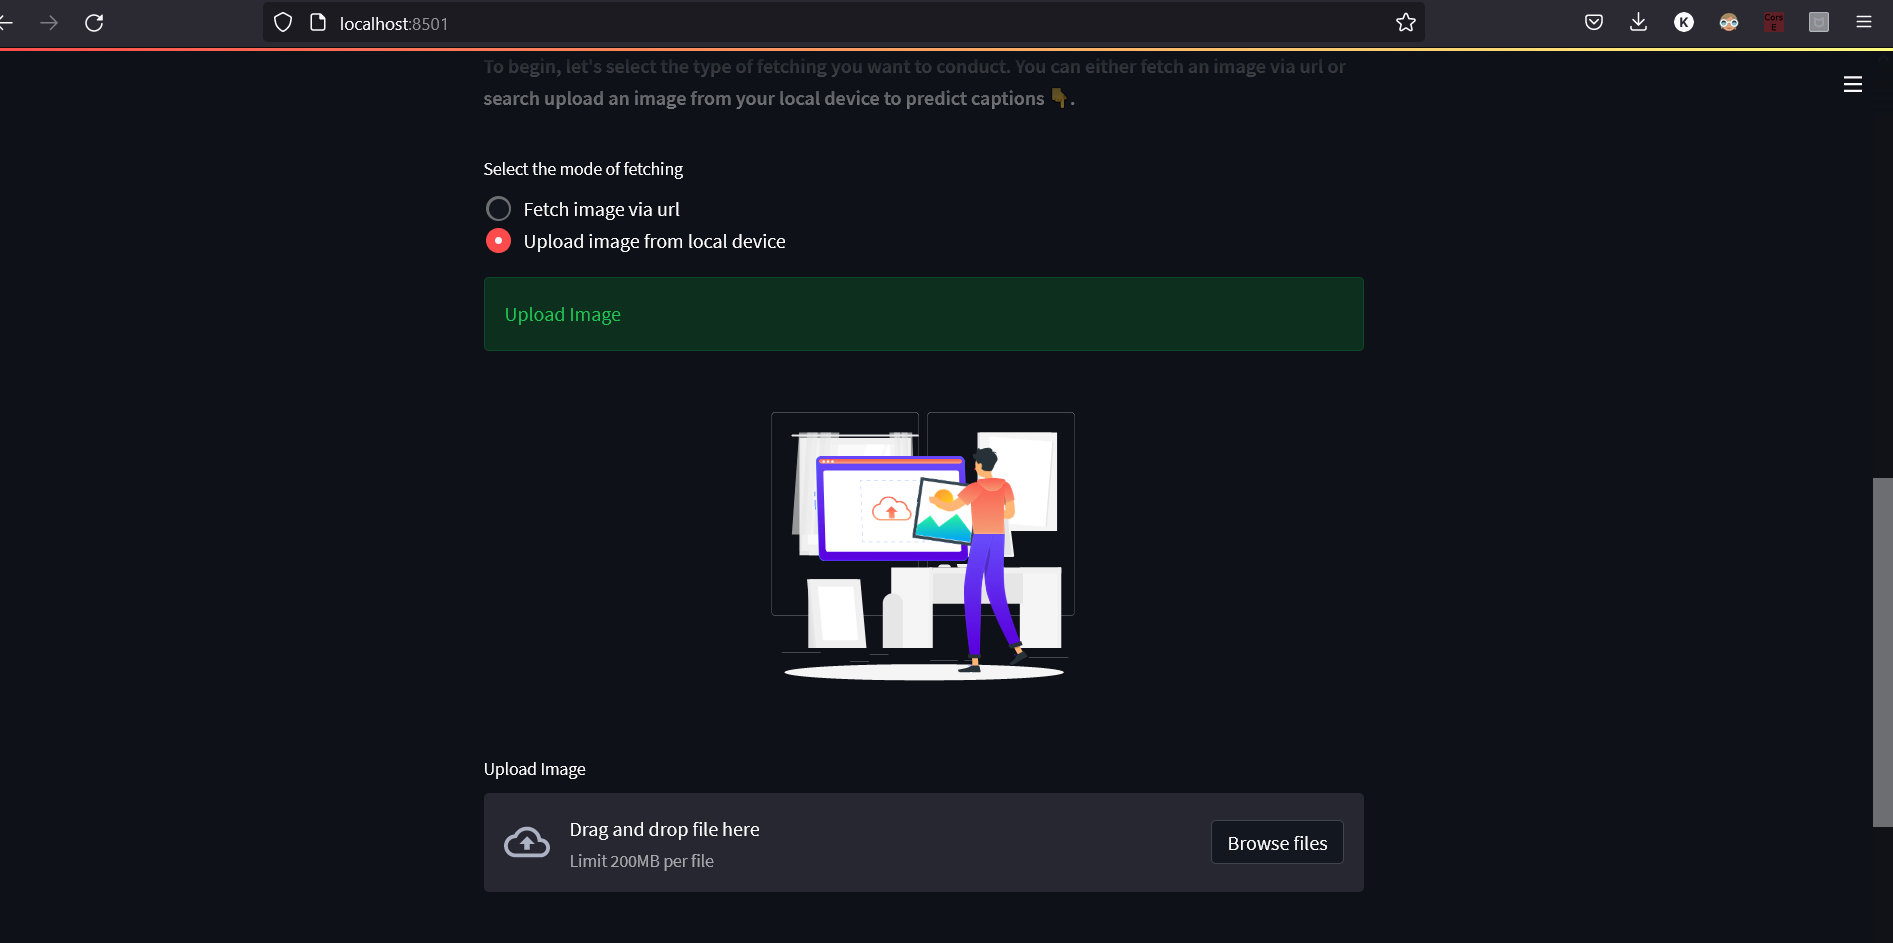 localhost:8501
K
Cors
E
To begin, let's select the type of fetching you want to conduct. You can either fetch an image via url or
search upload an image from your local device to predict captions 👇.
Select the mode of fetching
Fetch image via url
Upload image from local device
Upload Image
Upload Image
Drag and drop file here
Limit 200MB per file
Browse files